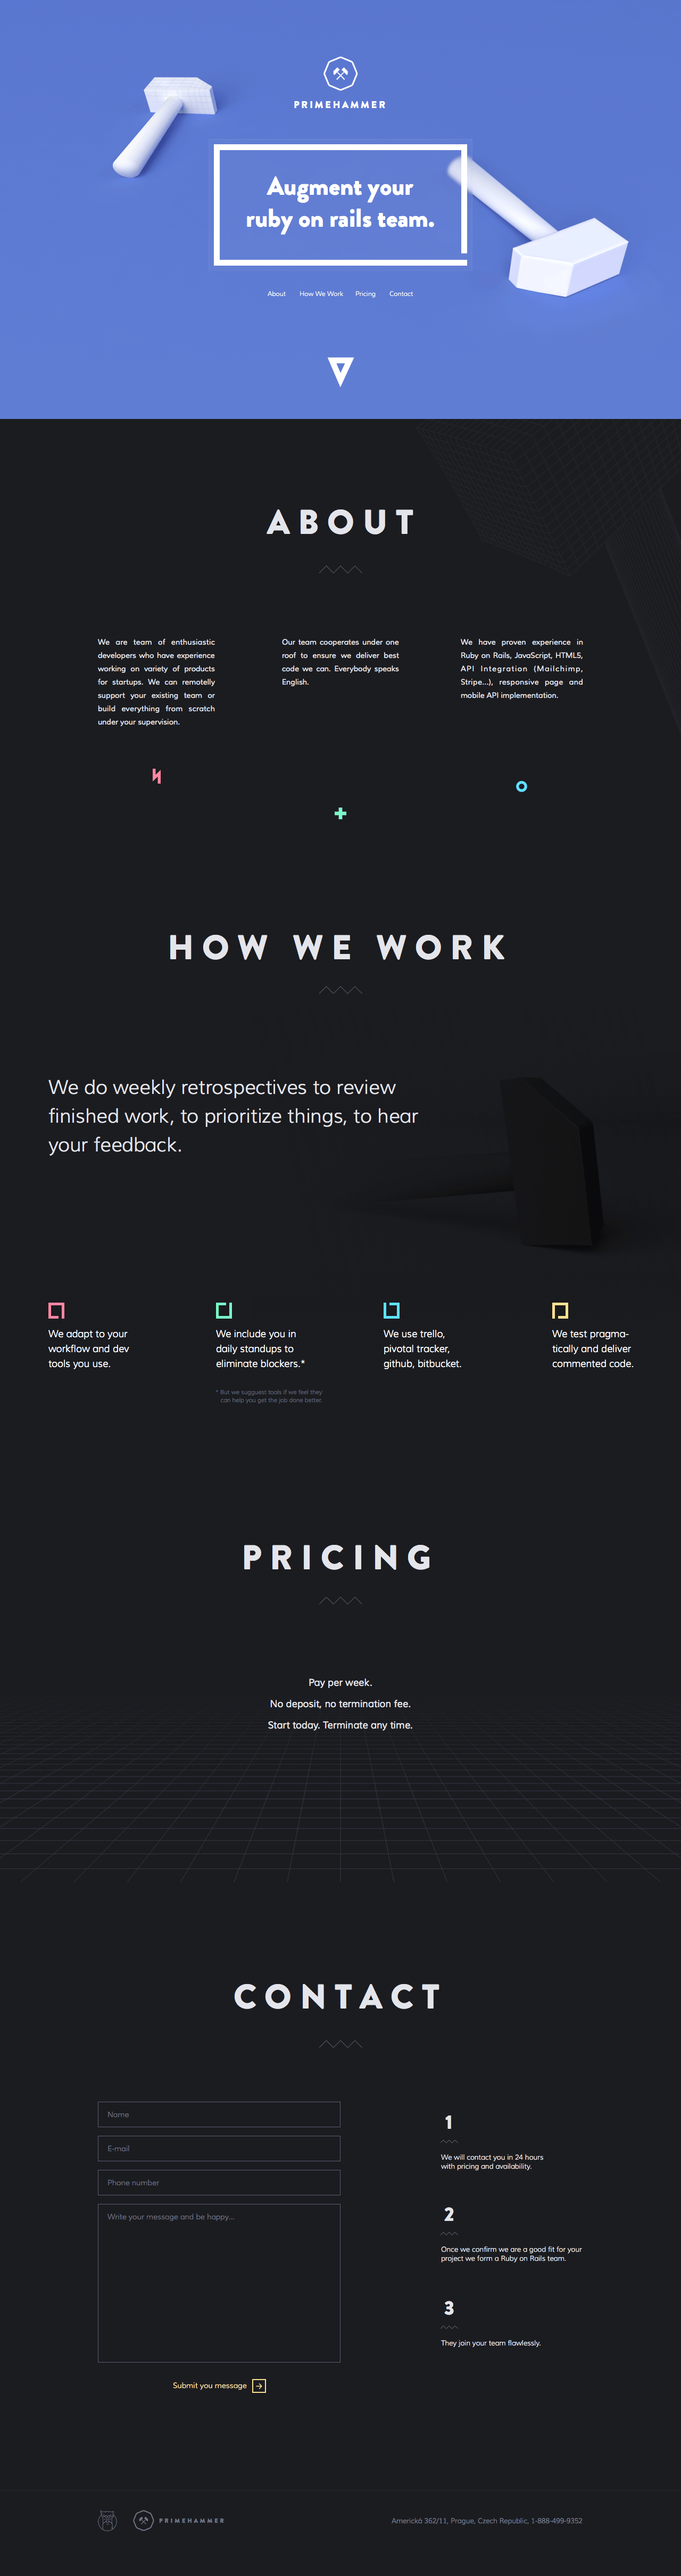 PRIMEHAMMER
Augment your
ruby on rails team.
About How We Work Pricing Contact
ABOUT
We are team of enthusiastic
developers who have experience
working on variety of products
for startups. We can remotelly
support your existing team or
build everything from scratch
under your supervision.
Our team cooperates under one
roof to ensure we deliver best
code we can. Everybody speaks
English.
We have proven experience in
Ruby on Rails, JavaScript, HTML5,
API Integration (Mailchimp,
Stripe...), responsive page and
mobile API implementation.
HOW WE WORK
We do weekly retrospectives to review
finished work, to prioritize things, to hear
your feedback.
We adapt to your
workflow and dev
tools you use.
We include you in
daily standups to
eliminate blockers.*
* But we sugguest tools if we feel they
can help you get the job done better.
We use trello,
pivotal tracker,
github, bitbucket.
We test pragma-
tically and deliver
commented code.
PRICING
Pay per week.
No deposit, no termination fee.
Start today. Terminate any time.
CONTACT
Name
E-mail
Phone number
Write your message and be happy...
Submit you message
1
We will contact you in 24 hours
with pricing and availability.
2
Once we confirm we are a good fit for your
project we form a Ruby on Rails team.
3
They join your team flawlessly.
PRIMEHAMMER
Americká 362/11, Prague, Czech Republic, 1-888-499-9352